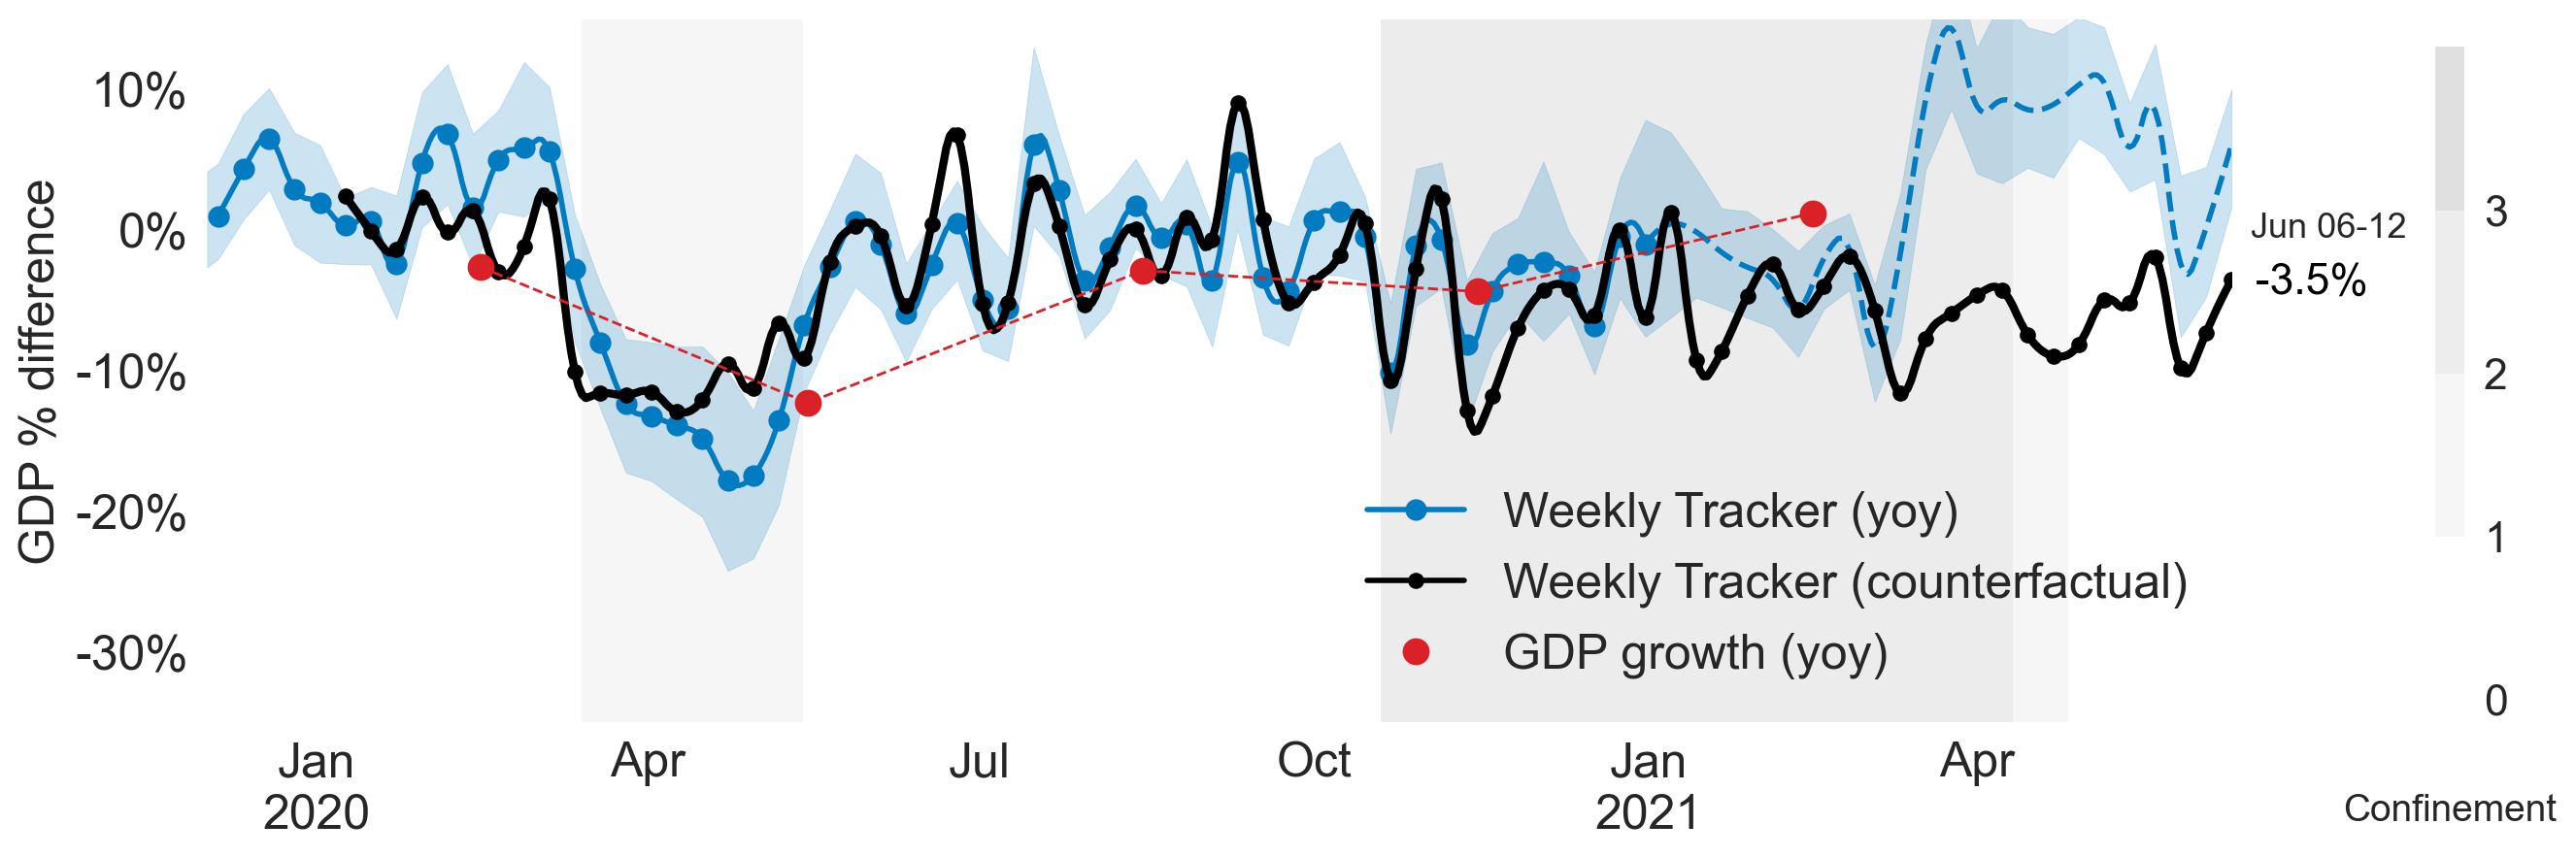 GDP % difference
10%
0%
-10%
-20%
-30%
Jan
2020
Apr
Jul
Oct
Jan
2021
Apr
Weekly Tracker (yoy)
Weekly Tracker (counterfactual)
GDP growth (yoy)
Jun 06-12
-3.5%
3
2
1
0
Confinement